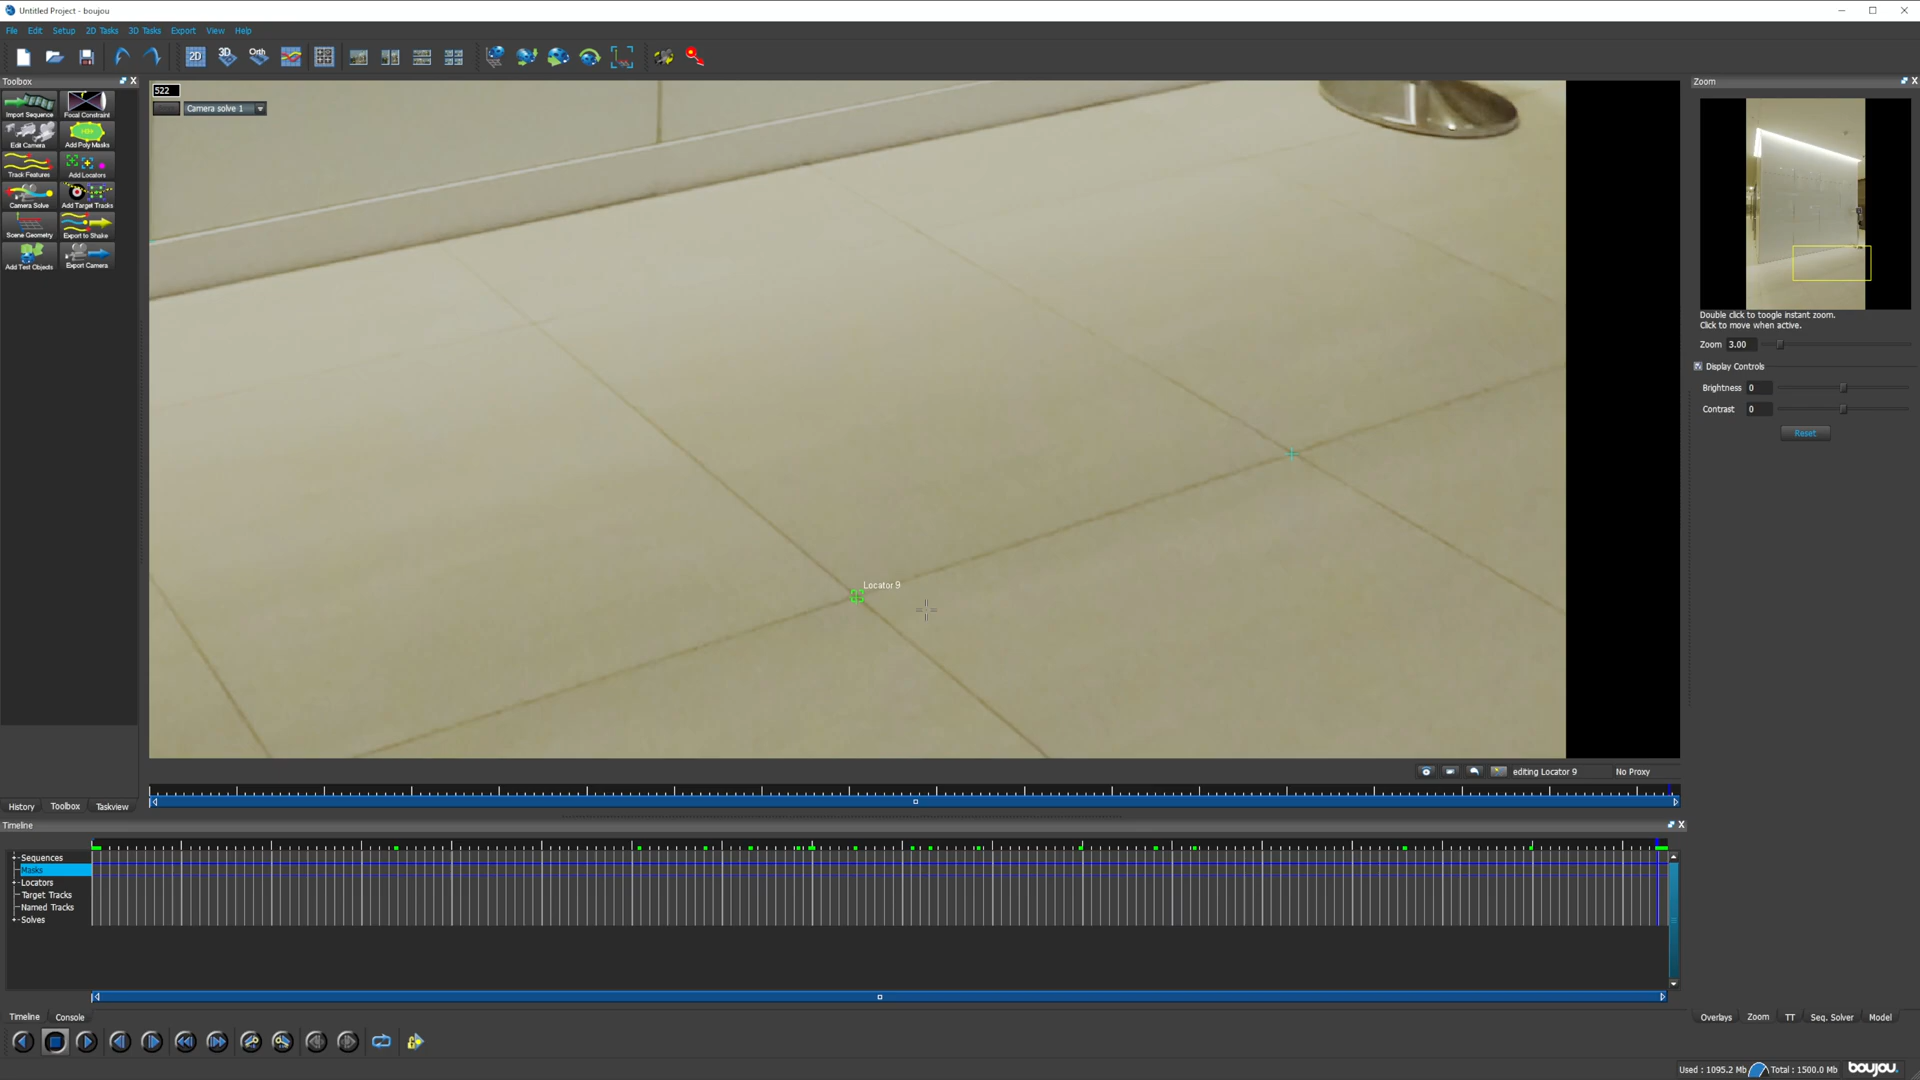 Untitled Project - boujou
File Edit Setup 2D Tasks 3D Tasks Export View Help
2D 3D Orth
Toolbox
Import Sequence Focal Constraint
Edit Camera Add Poly Masks
Track Features Add Locators
Camera Solve Add Target Tracks
Scene Geometry Export to Shake
Add Test Objects Export Camera
522
Camera solve 1
Locator 9
Zoom
Double click to toogle instant zoom.
Click to move when active.
Zoom 3.00
Display Controls
Brightness 0
Contrast 0
Reset
editing Locator 9 No Proxy
History Toolbox Taskview
Timeline
Sequences
Masks
Locators
Target Tracks
Named Tracks
Solves
Timeline Console
Overlays Zoom TT Seq. Solver Model
Used : 1095.2 Mb Total : 1500.0 Mb boujou